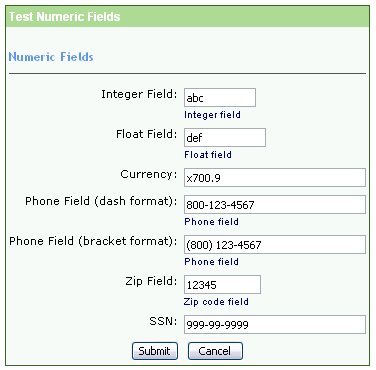 Test Numeric Fields
Numeric Fields
Integer Field: abc
Integer field
Float Field: def
Float field
Currency: x700.9
Phone Field (dash format): 800-123-4567
Phone field
Phone Field (bracket format): (800) 123-4567
Phone field
Zip Field: 12345
Zip code field
SSN: 999-99-9999
Submit Cancel